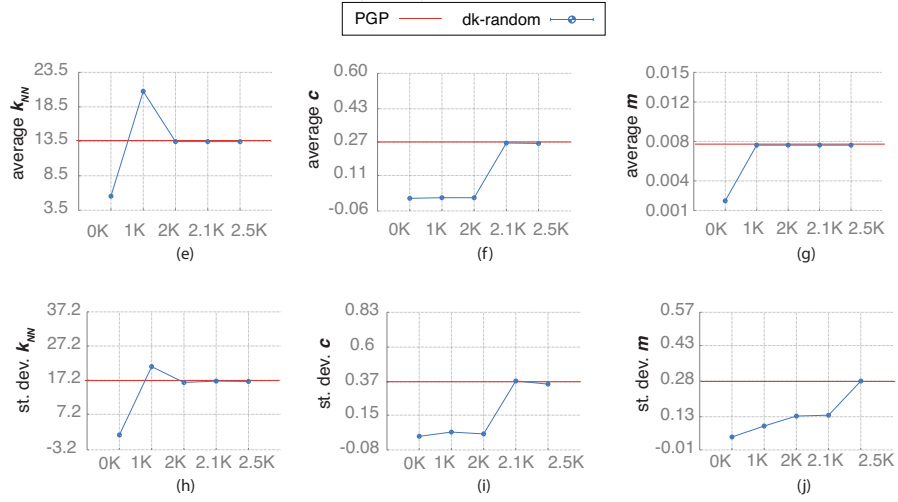 PGP dk-random
23.5
18.5
13.5
8.5
3.5
average k_NN
0K 1K 2K 2.1K 2.5K
(e)
0.60
0.43
0.27
0.11
-0.06
average c
0K 1K 2K 2.1K 2.5K
(f)
0.015
0.012
0.008
0.004
0.001
average m
0K 1K 2K 2.1K 2.5K
(g)
37.2
27.2
17.2
7.2
-3.2
st. dev. k_NN
0K 1K 2K 2.1K 2.5K
(h)
0.83
0.6
0.37
0.15
-0.08
st. dev. c
0K 1K 2K 2.1K 2.5K
(i)
0.57
0.43
0.28
0.13
-0.01
st. dev. m
0K 1K 2K 2.1K 2.5K
(j)